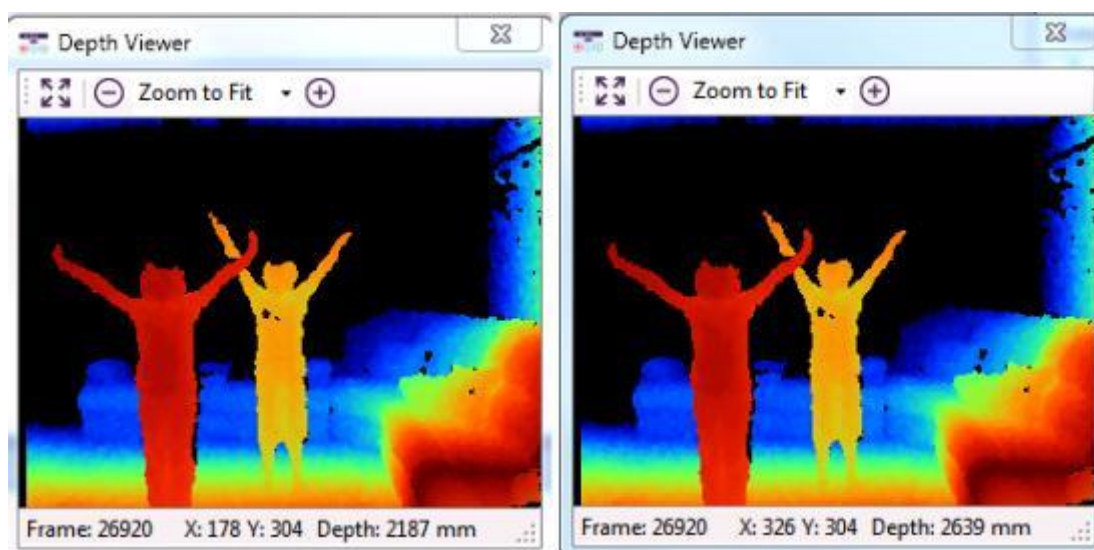 Depth Viewer
Zoom to Fit
Frame: 26920 X: 178 Y: 304 Depth: 2187 mm
Depth Viewer
Zoom to Fit
Frame: 26920 X: 326 Y: 304 Depth: 2639 mm